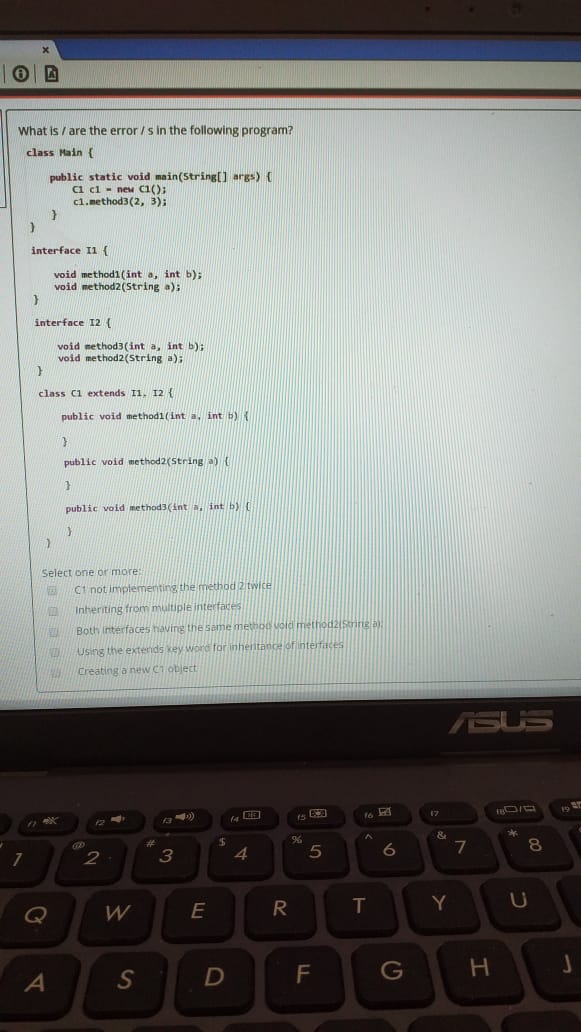 x
What is / are the error / s in the following program?
class Main {
public static void main(String[] args) {
C1 c1 = new C1();
c1.method3(2, 3);
}
}
interface I1 {
void method1(int a, int b);
void method2(String a);
}
interface I2 {
void method3(int a, int b);
void method2(String a);
}
class C1 extends I1, I2 {
public void method1(int a, int b) {
}
public void method2(String a) {
}
public void method3(int a, int b) {
}
}
Select one or more:
C1 not implementing the method 2 twice
Inheriting from multiple interfaces
Both interfaces having the same method void method2(String a);
Using the extends key word for inheritance of interfaces
Creating a new C1 object
ASUS
f1 f2 f3 f4 f5 f6 f7 f8 f9
1 @ 2 # 3 $ 4 % 5 ^ 6 & 7 * 8
Q W E R T Y U
A S D F G H J